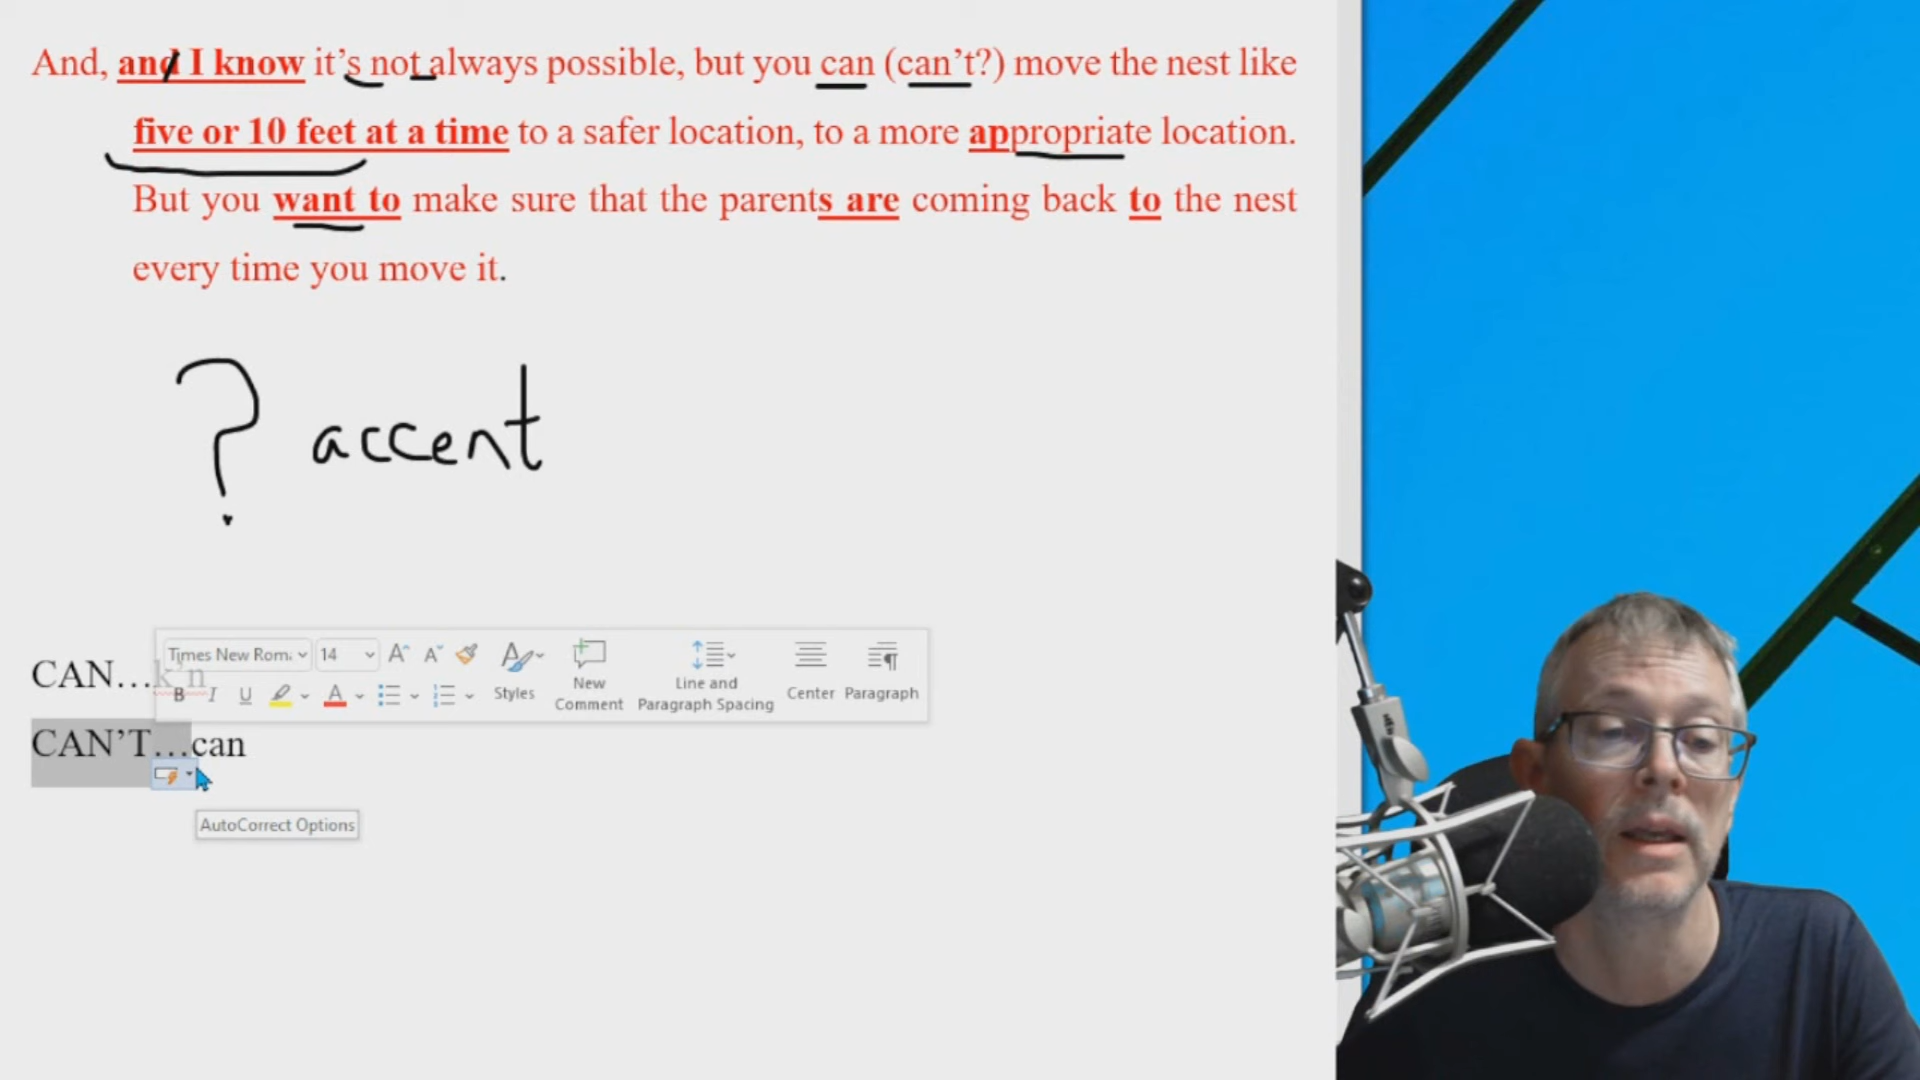 And, and I know it’s not always possible, but you can (can’t?) move the nest like
five or 10 feet at a time to a safer location, to a more appropriate location.
But you want to make sure that the parents are coming back to the nest
every time you move it.
? accent
Times New Rom 14 A A
Styles
New
Comment
Line and
Paragraph Spacing
Center
Paragraph
B I U A
CAN…k’n
CAN’T…can
AutoCorrect Options